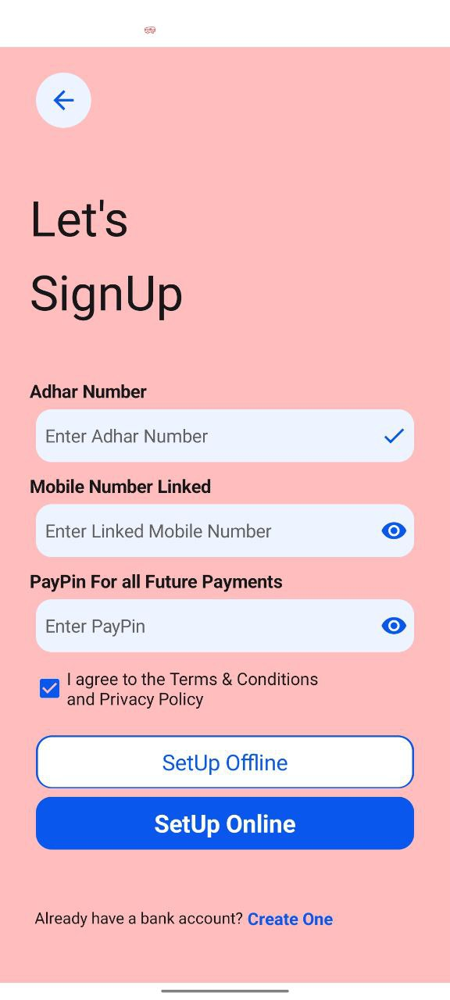 Let's
SignUp
Adhar Number
Enter Adhar Number
Mobile Number Linked
Enter Linked Mobile Number
PayPin For all Future Payments
Enter PayPin
I agree to the Terms & Conditions
and Privacy Policy
SetUp Offline
SetUp Online
Already have a bank account? Create One